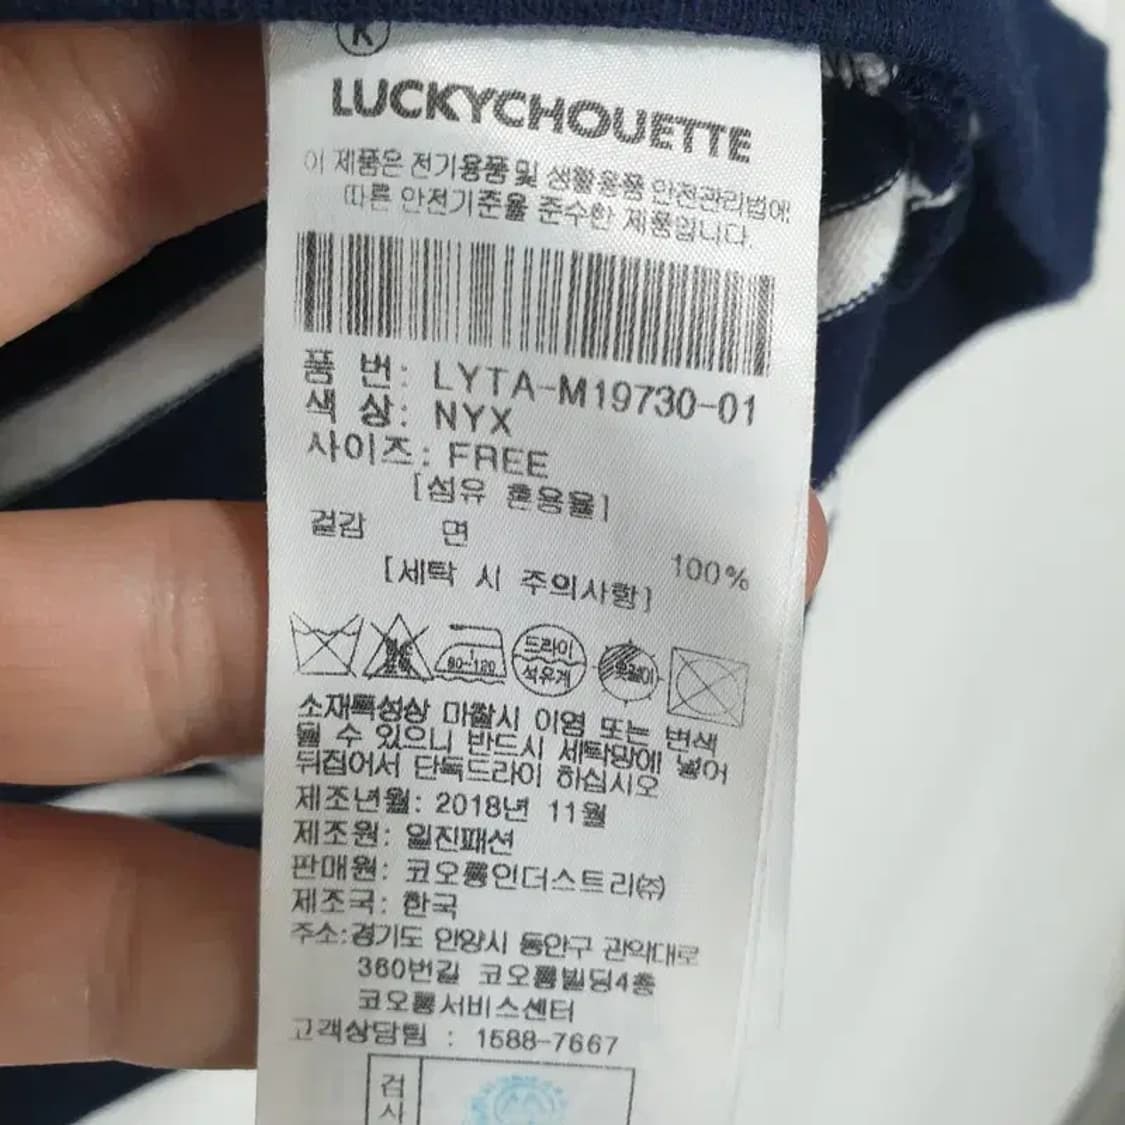 K
LUCKYCHOUETTE
이 제품은 전기용품및 생활용품 안전관리법에
따른 안전기준을 준수한 제품입니다.
품 번: LYTA-M19730-01
색 상: NYX
사이즈: FREE
[섬유 혼용율]
겉감 면 100%
[세탁 시 주의사항]
80~120 드라이 석유계 옷걸이
소재특성상 마찰시 이염 또는 변색
될 수 있으니 반드시 세탁망에 넣어
뒤집어서 단독드라이 하십시오
제조년월: 2018년 11월
제조원: 일진패션
판매원: 코오롱인더스트리㈜
제조국: 한국
주소:경기도 안양시 동안구 관악대로
360번길 코오롱빌딩4층
코오롱서비스센터
고객상담팀 : 1588-7667
검
사